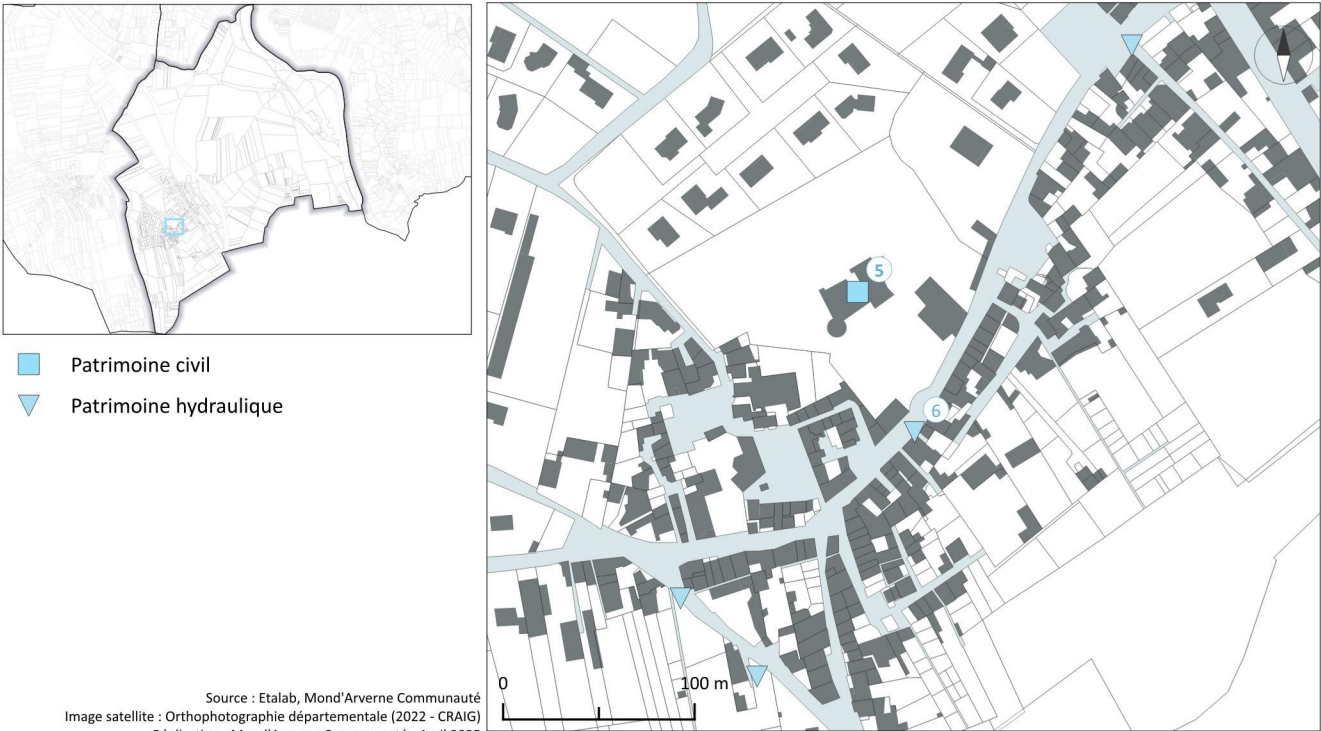 Patrimoine civil
Patrimoine hydraulique
Source : Etalab, Mond'Arverne Communauté
Image satellite : Orthophotographie départementale (2022 - CRAIG)
5
6
0 100 m